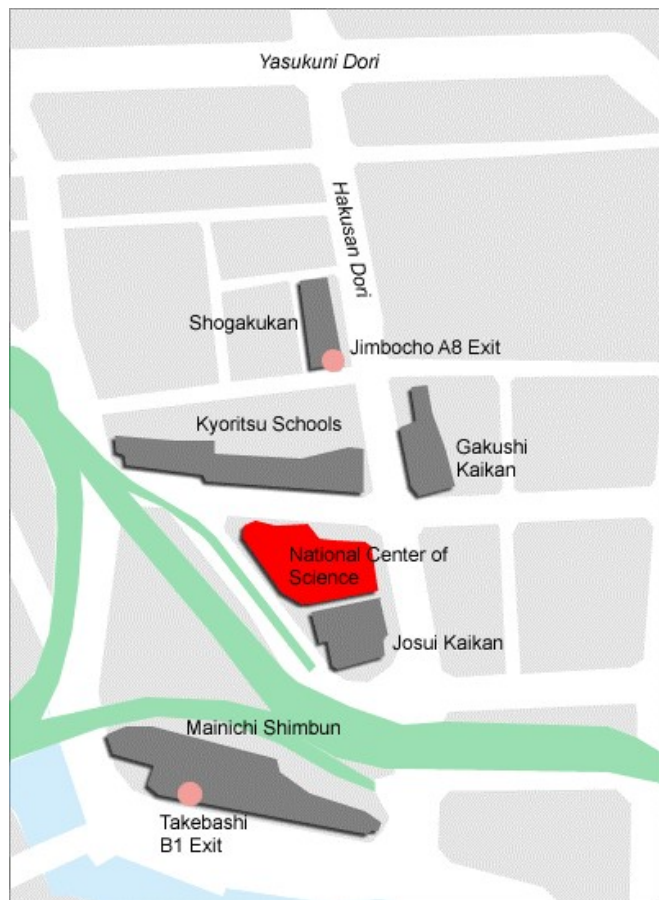 Yasukuni Dori
Hakusan Dori
Shogakukan
Jimbocho A8 Exit
Kyoritsu Schools
Gakushi
Kaikan
National Center of
Science
Josui Kaikan
Mainichi Shimbun
Takebashi
B1 Exit